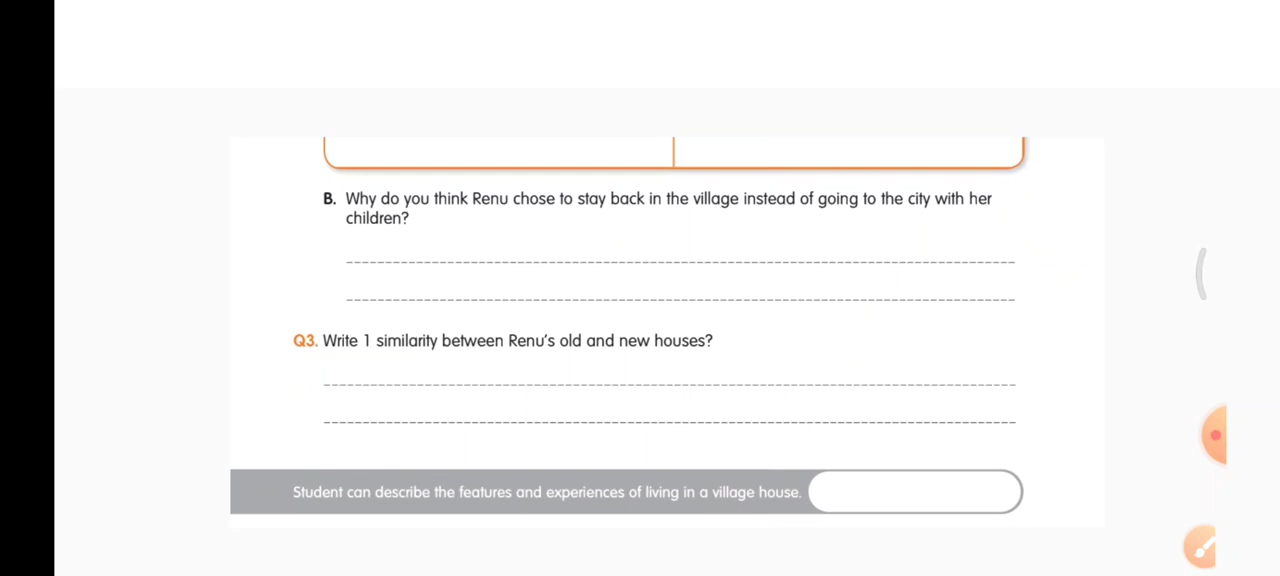 B. Why do you think Renu chose to stay back in the village instead of going to the city with her
children?
Q3. Write 1 similarity between Renu's old and new houses?
Student can describe the features and experiences of living in a village house.